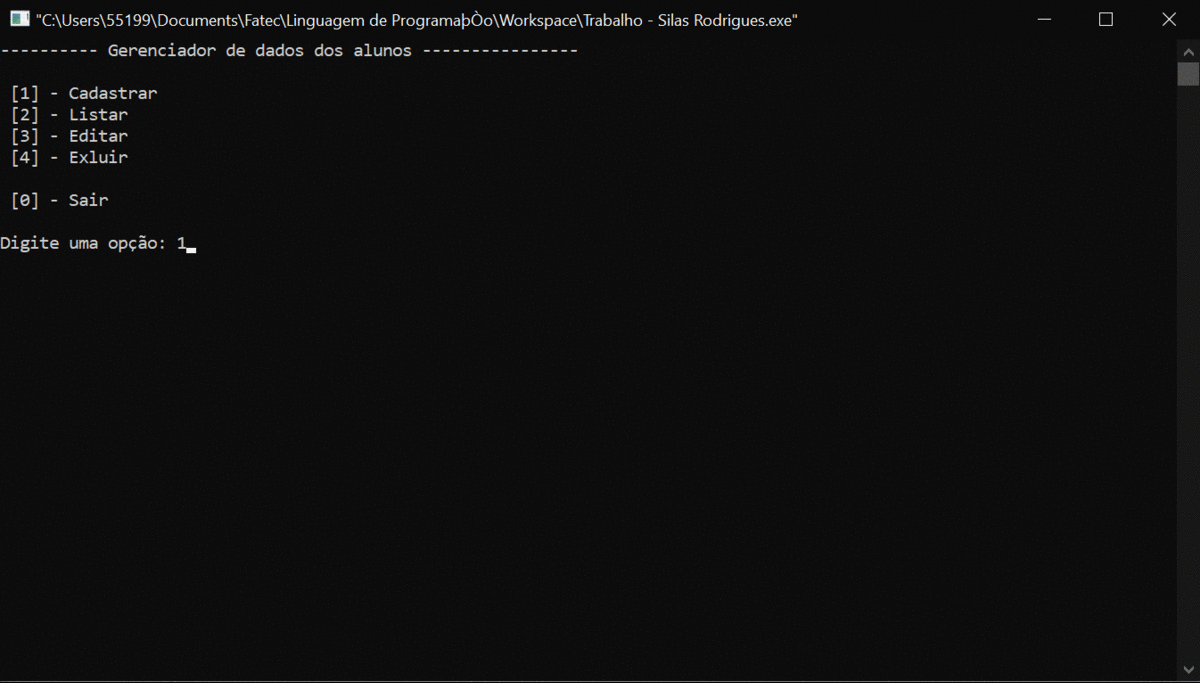 "C:\Users\55199\Documents\Fatec\Linguagem de ProgramaþÒo\Workspace\Trabalho - Silas Rodrigues.exe"
---------- Gerenciador de dados dos alunos ----------------
[1] - Cadastrar
[2] - Listar
[3] - Editar
[4] - Exluir
[0] - Sair
Digite uma opção: 1